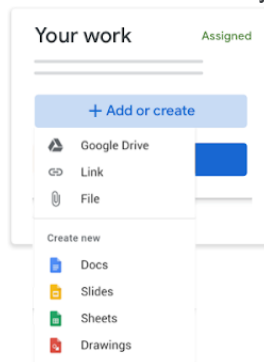 Your work
Assigned
+ Add or create
Google Drive
Link
File
Create new
Docs
Slides
Sheets
Drawings